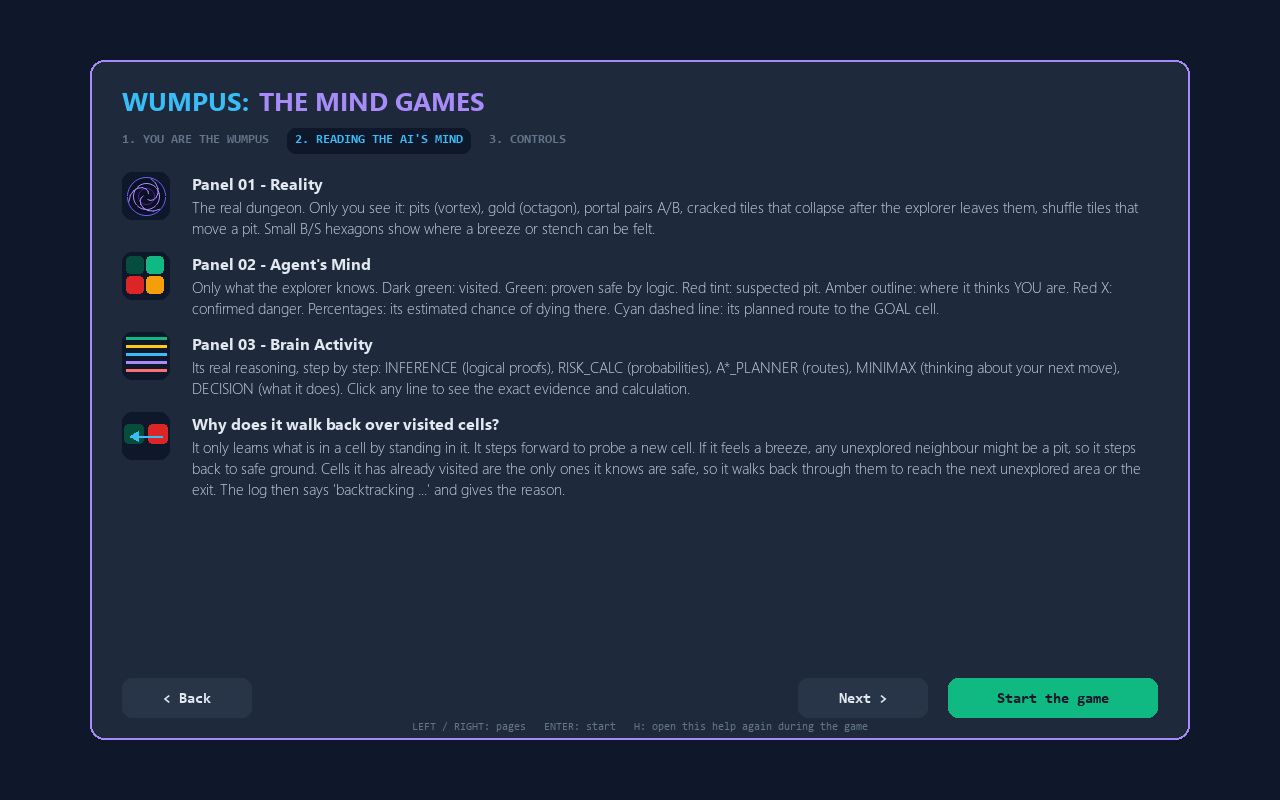 WUMPUS: THE MIND GAMES
1. YOU ARE THE WUMPUS 2. READING THE AI'S MIND 3. CONTROLS
Panel 01 - Reality
The real dungeon. Only you see it: pits (vortex), gold (octagon), portal pairs A/B, cracked tiles that collapse after the explorer leaves them, shuffle tiles that
move a pit. Small B/S hexagons show where a breeze or stench can be felt.
Panel 02 - Agent's Mind
Only what the explorer knows. Dark green: visited. Green: proven safe by logic. Red tint: suspected pit. Amber outline: where it thinks YOU are. Red X:
confirmed danger. Percentages: its estimated chance of dying there. Cyan dashed line: its planned route to the GOAL cell.
Panel 03 - Brain Activity
Its real reasoning, step by step: INFERENCE (logical proofs), RISK_CALC (probabilities), A*_PLANNER (routes), MINIMAX (thinking about your next move),
DECISION (what it does). Click any line to see the exact evidence and calculation.
Why does it walk back over visited cells?
It only learns what is in a cell by standing in it. It steps forward to probe a new cell. If it feels a breeze, any unexplored neighbour might be a pit, so it steps
back to safe ground. Cells it has already visited are the only ones it knows are safe, so it walks back through them to reach the next unexplored area or the
exit. The log then says 'backtracking ...' and gives the reason.
< Back
Next >
Start the game
LEFT / RIGHT: pages ENTER: start H: open this help again during the game